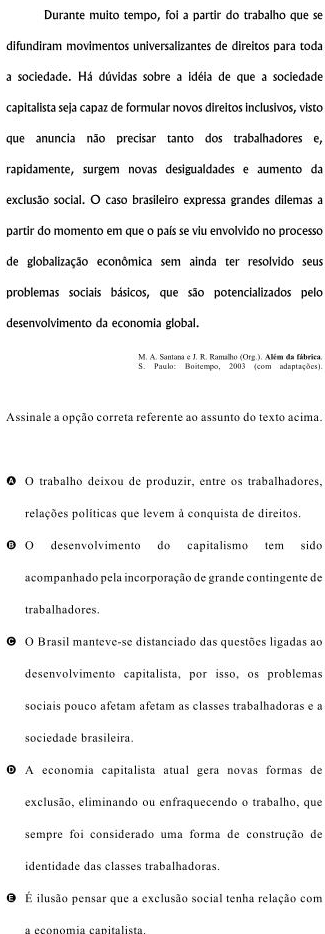 Durante muito tempo, foi a partir do trabalho que se
difundiram movimentos universalizantes de direitos para toda
a sociedade. Há dúvidas sobre a idéia de que a sociedade
capitalista seja capaz de formular novos direitos inclusivos, visto
que anuncia não precisar tanto dos trabalhadores e,
rapidamente, surgem novas desigualdades e aumento da
exclusão social. O caso brasileiro expressa grandes dilemas a
partir do momento em que o país se viu envolvido no processo
de globalização econômica sem ainda ter resolvido seus
problemas sociais básicos, que são potencializados pelo
desenvolvimento da economia global.
M. A. Santana e J. R. Ramalho (Org.). Além da fábrica.
S. Paulo: Boitempo, 2003 (com adaptações).
Assinale a opção correta referente ao assunto do texto acima.
A O trabalho deixou de produzir, entre os trabalhadores,
relações políticas que levem à conquista de direitos.
B O desenvolvimento do capitalismo tem sido
acompanhado pela incorporação de grande contingente de
trabalhadores.
C O Brasil manteve-se distanciado das questões ligadas ao
desenvolvimento capitalista, por isso, os problemas
sociais pouco afetam afetam as classes trabalhadoras e a
sociedade brasileira.
D A economia capitalista atual gera novas formas de
exclusão, eliminando ou enfraquecendo o trabalho, que
sempre foi considerado uma forma de construção de
identidade das classes trabalhadoras.
E É ilusão pensar que a exclusão social tenha relação com
a economia capitalista.